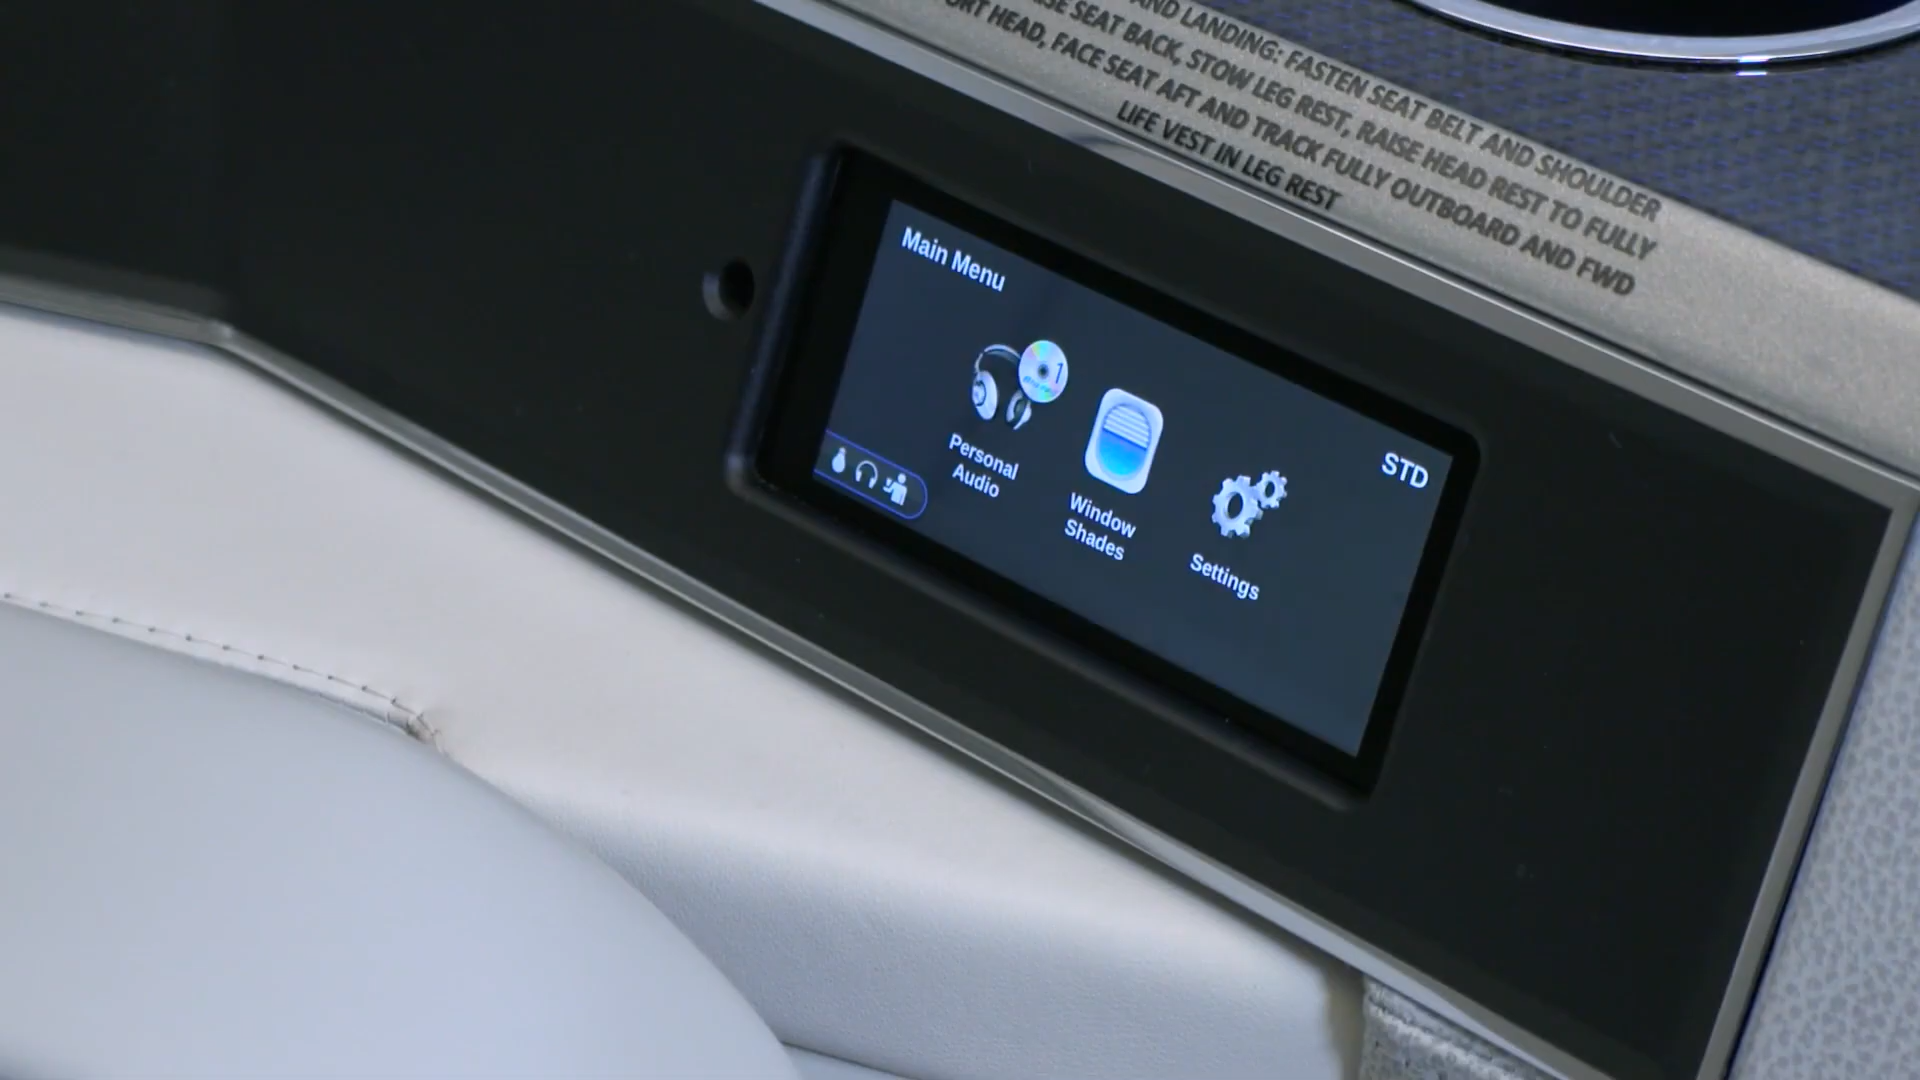 AND LANDING: FASTEN SEAT BELT AND SHOULDER
SEAT BACK, STOW LEG REST, RAISE HEAD REST TO FULLY
HEAD, FACE SEAT AFT AND TRACK FULLY OUTBOARD AND FWD
LIFE VEST IN LEG REST
Main Menu
STD
1
Personal
Audio
Window
Shades
Settings